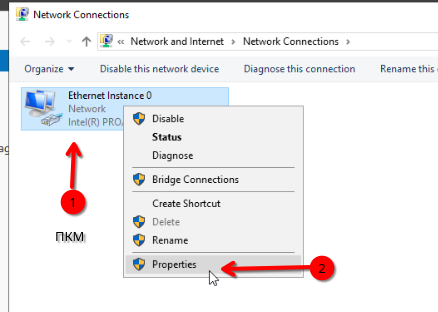 Network Connections
« Network and Internet › Network Connections ›
Organize Disable this network device Diagnose this connection Rename this
Ethernet Instance 0
Network
Intel(R) PRO/
Disable
Status
Diagnose
Bridge Connections
Create Shortcut
Delete
Rename
Properties
1
ПКМ
2